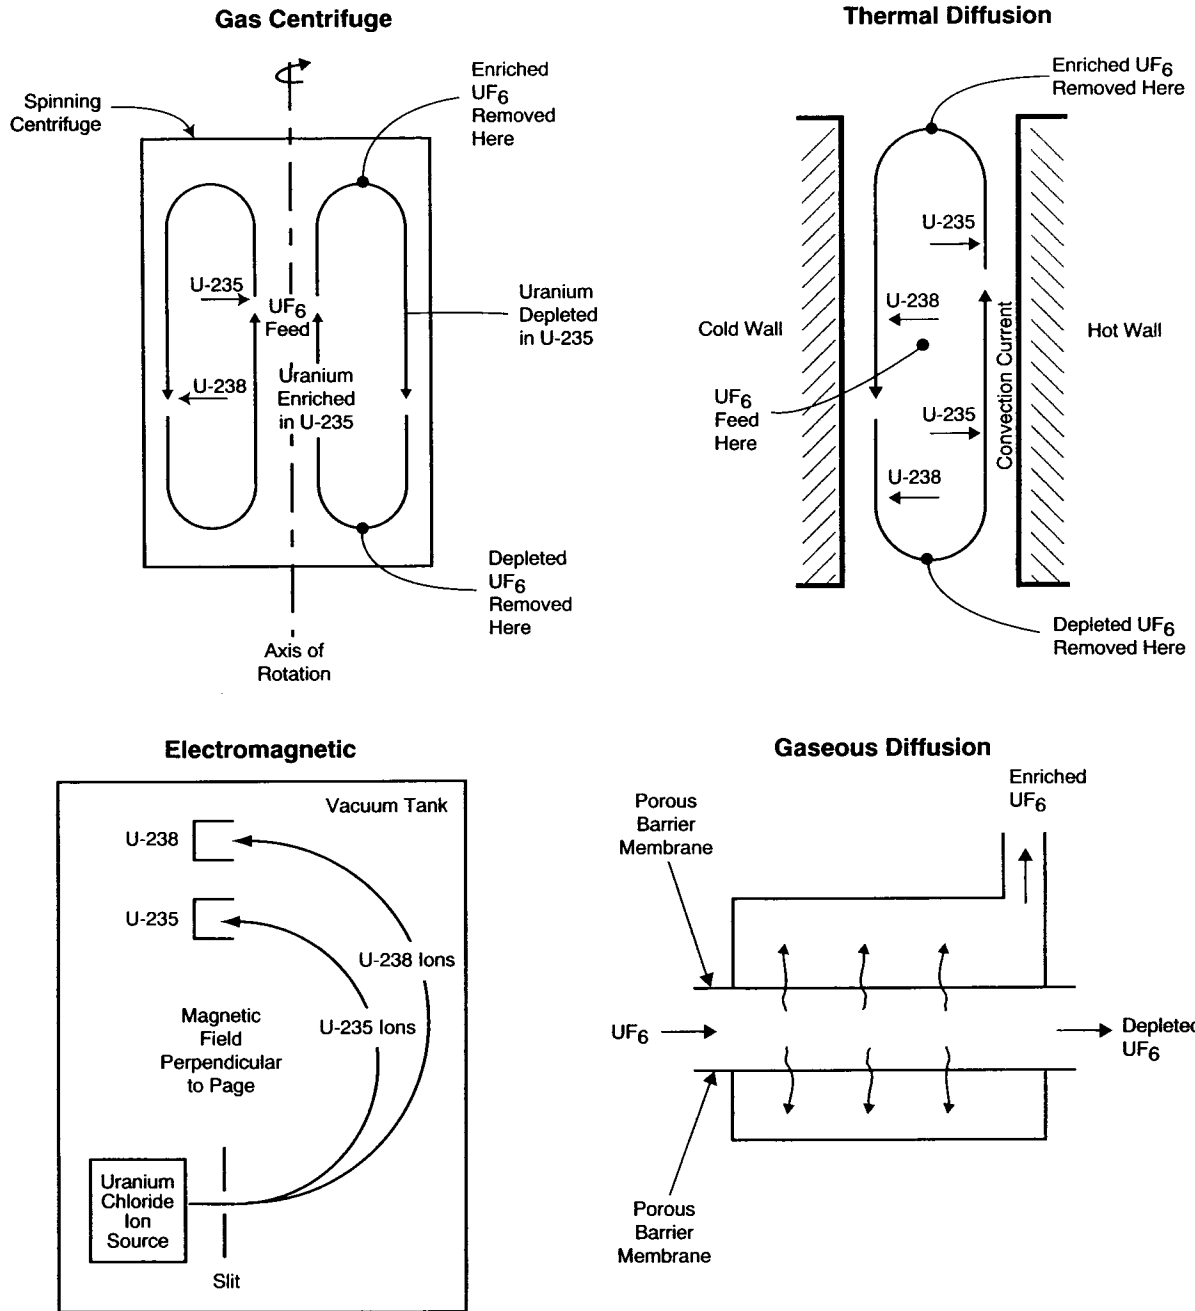 Gas Centrifuge
Spinning
Centrifuge
Enriched
UF6
Removed
Here
U-235
UF6
Feed
U-238
Uranium
Enriched
in U-235
Uranium
Depleted
in U-235
Depleted
UF6
Removed
Here
Axis of
Rotation
Thermal Diffusion
Enriched UF6
Removed Here
U-235
U-238
Cold Wall
Hot Wall
Convection Current
UF6
Feed
Here
U-235
U-238
Depleted UF6
Removed Here
Electromagnetic
Vacuum Tank
U-238
U-235
U-238 Ions
U-235 Ions
Magnetic
Field
Perpendicular
to Page
Uranium
Chloride
Ion
Source
Slit
Gaseous Diffusion
Enriched
UF6
Porous
Barrier
Membrane
UF6
Depleted
UF6
Porous
Barrier
Membrane